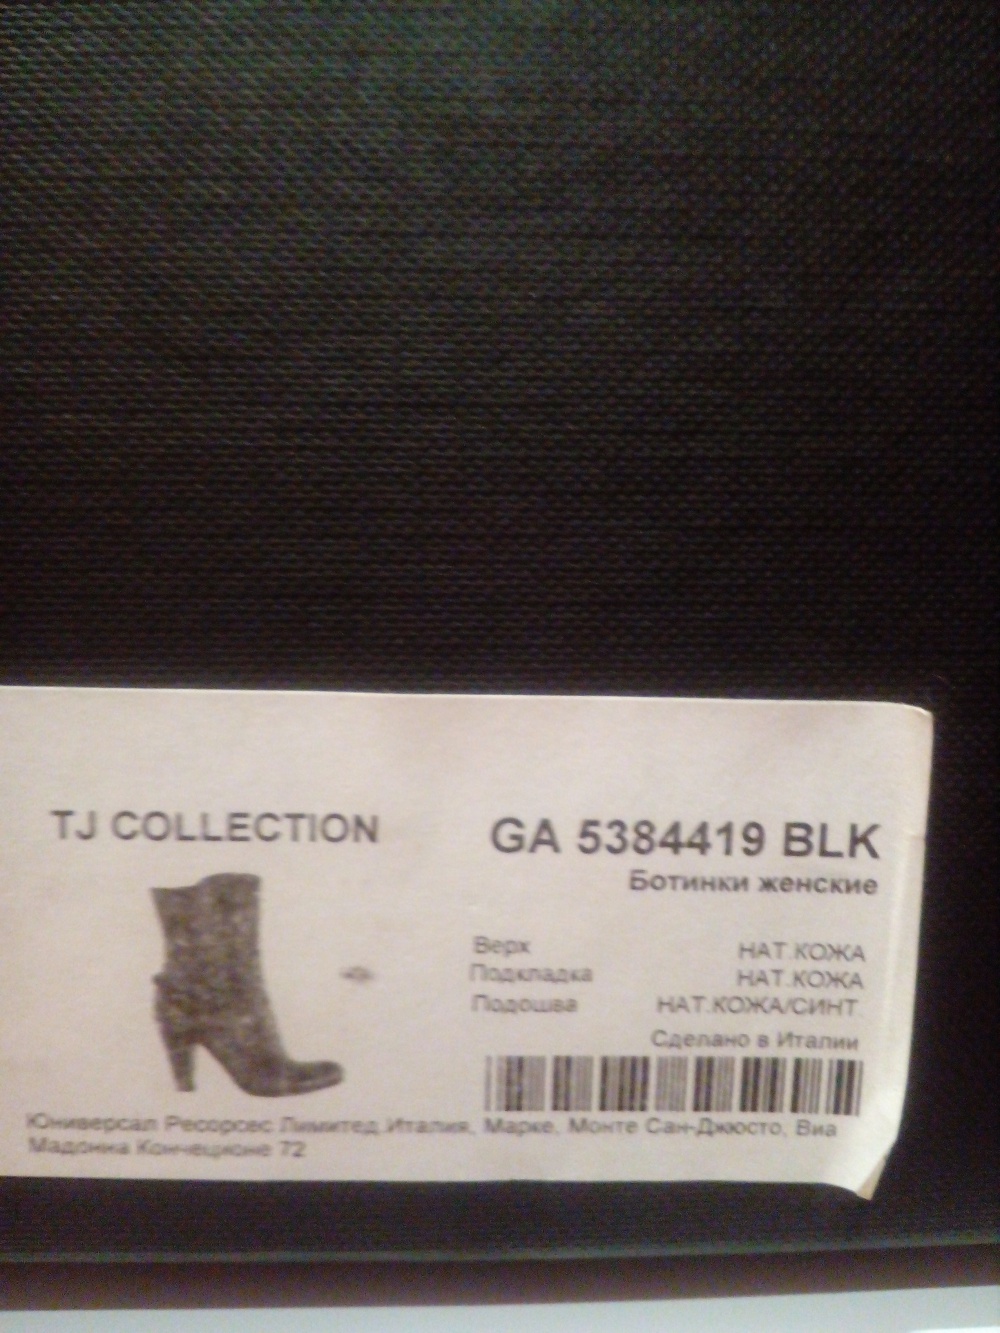 TJ COLLECTION
GA 5384419 BLK
Ботинки женские
Верх НАТ.КОЖА
Подкладка НАТ.КОЖА
Подошва НАТ.КОЖА/СИНТ.
Сделано в Италии
Юниверсал Ресорсес Лимитед, Италия, Марке, Монте Сан-Джюсто, Виа
Мадонна Кончеционе 72